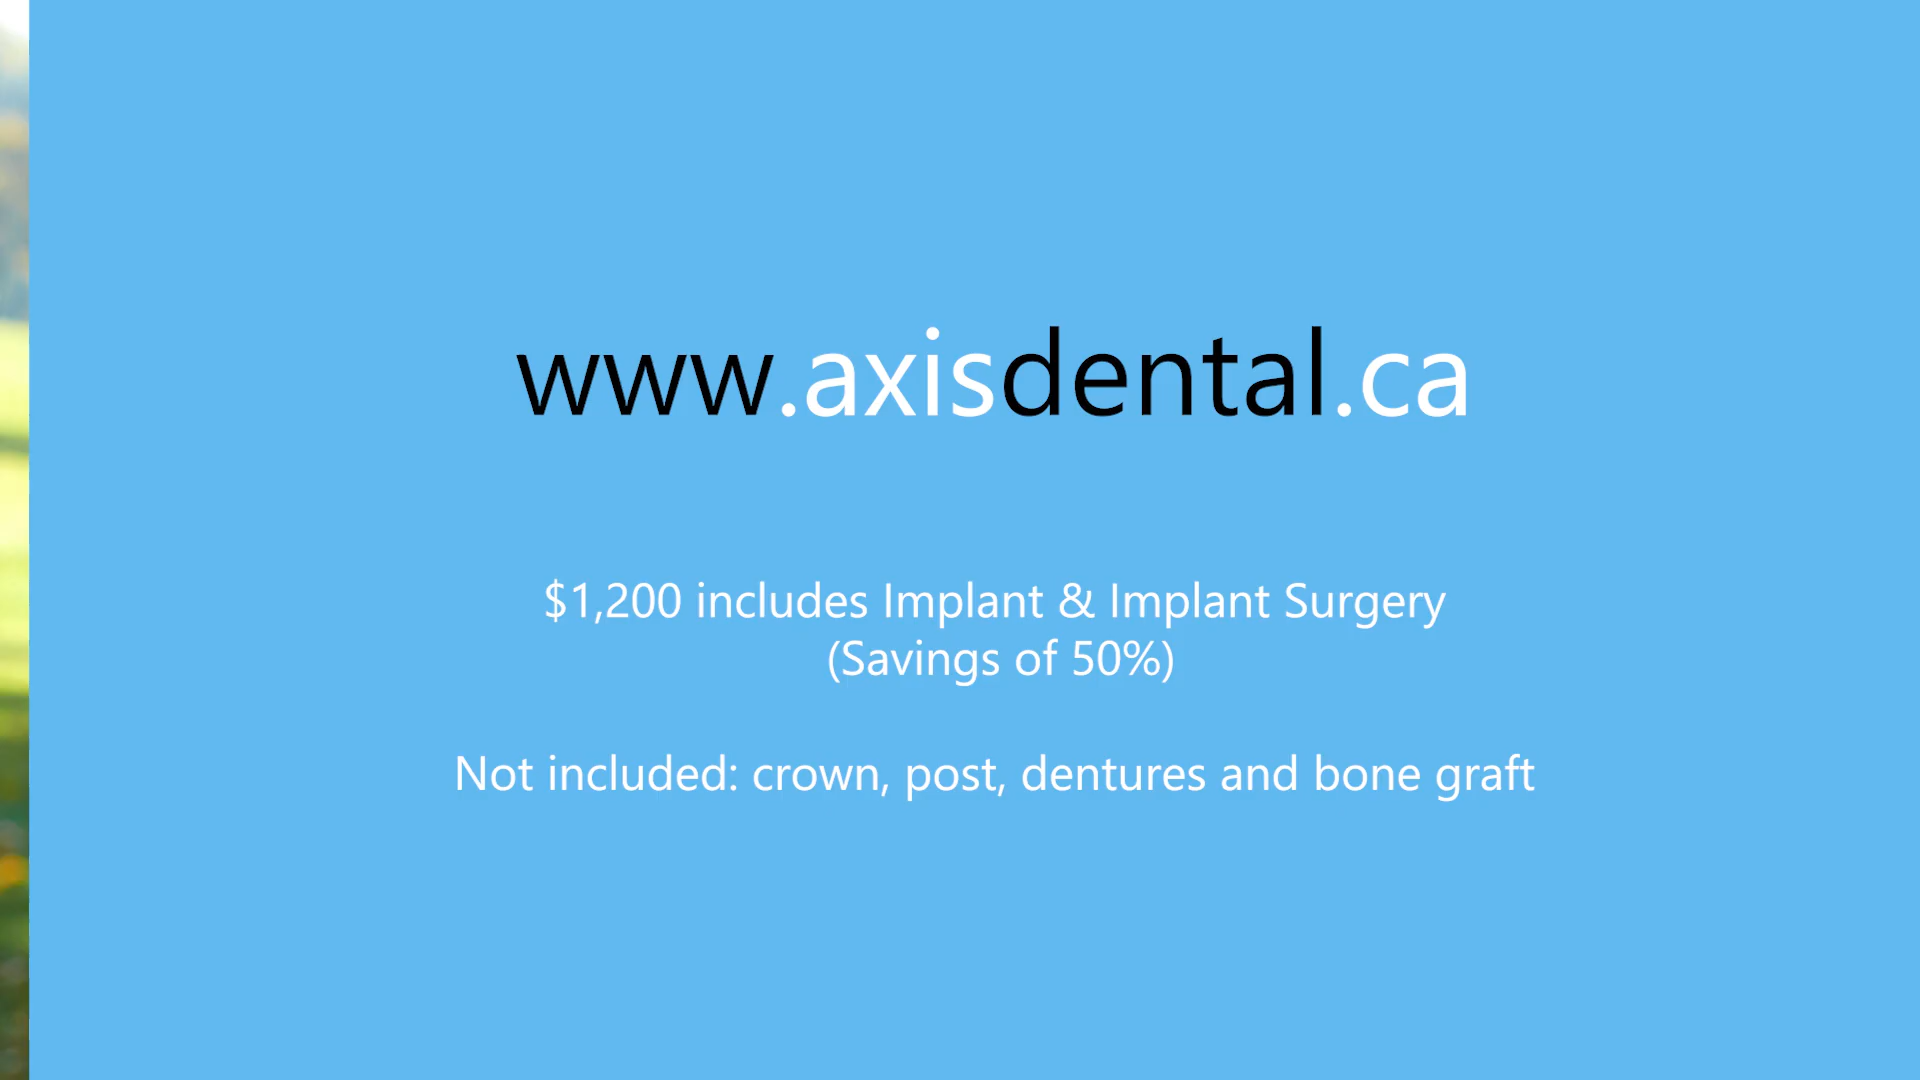 www.axisdental.ca
$1,200 includes Implant & Implant Surgery
(Savings of 50%)
Not included: crown, post, dentures and bone graft